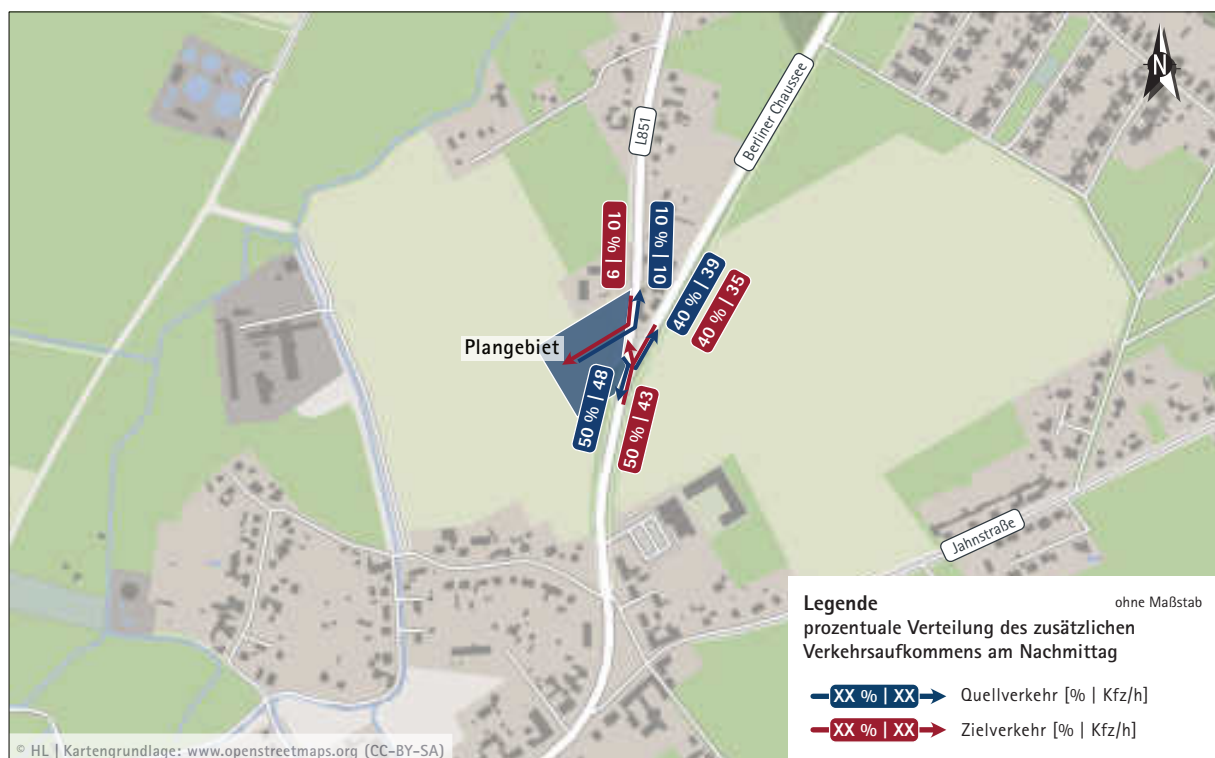 N
L851
Berliner Chaussee
10 % | 9
10 % | 10
40 % | 39
40 % | 35
Plangebiet
50 % | 48
50 % | 43
Jahnstraße
Legende
ohne Maßstab
prozentuale Verteilung des zusätzlichen
Verkehrsaufkommens am Nachmittag
XX % | XX
Quellverkehr [% | Kfz/h]
XX % | XX
Zielverkehr [% | Kfz/h]
© HL | Kartengrundlage: www.openstreetmaps.org (CC-BY-SA)